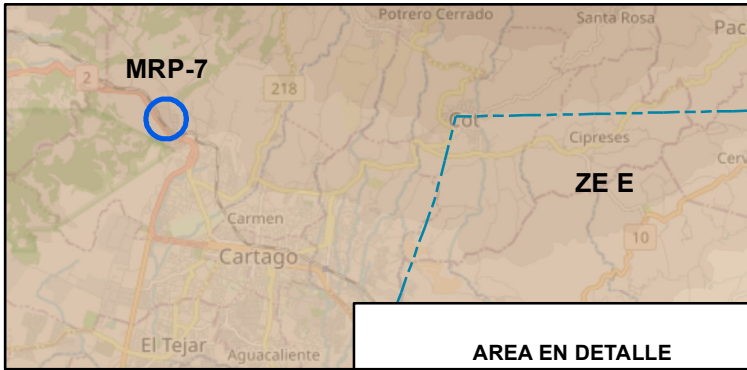 Potrero Cerrado
Santa Rosa
Pac
MRP-7
2
218
Cot
Cipreses
Cerv
ZE E
Carmen
10
Cartago
El Tejar
Aguacaliente
AREA EN DETALLE